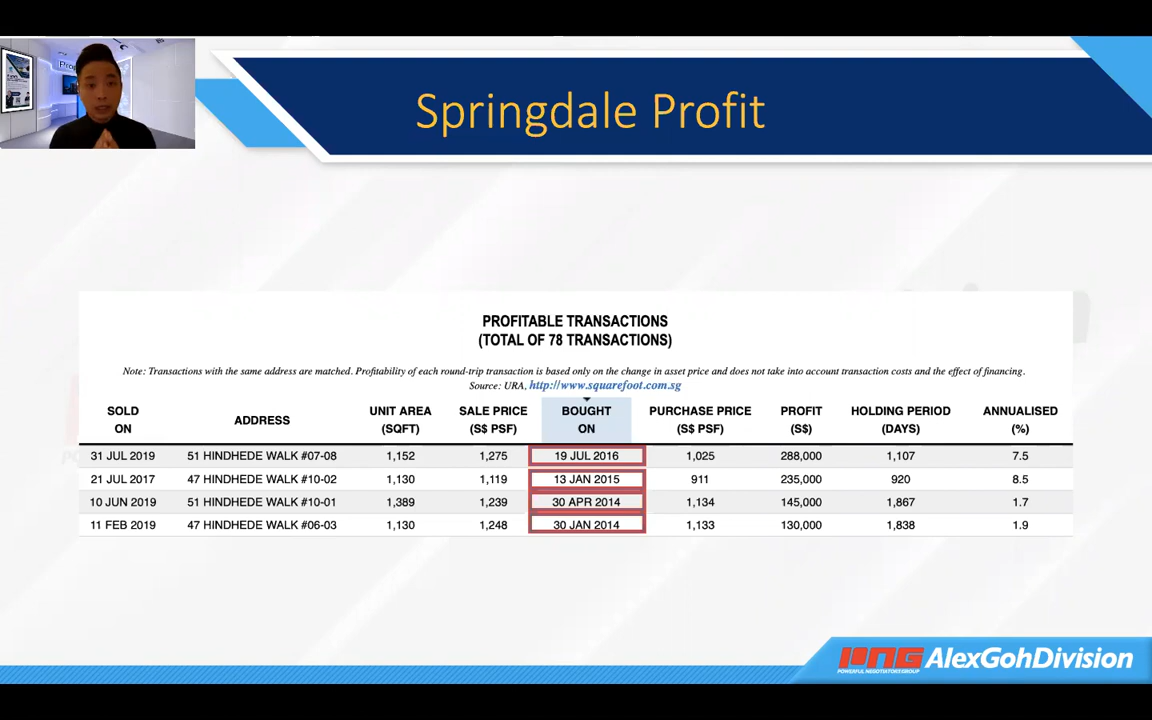 Springdale Profit
PROFITABLE TRANSACTIONS
(TOTAL OF 78 TRANSACTIONS)
Note: Transactions with the same address are matched. Profitability of each round-trip transaction is based only on the change in asset price and does not take into account transaction costs and the effect of financing.
Source: URA, http://www.squarefoot.com.sg
SOLD ON ADDRESS UNIT AREA (SQFT) SALE PRICE (S$ PSF) BOUGHT ON PURCHASE PRICE (S$ PSF) PROFIT (S$) HOLDING PERIOD (DAYS) ANNUALISED (%)
31 JUL 2019 51 HINDHEDE WALK #07-08 1,152 1,275 19 JUL 2016 1,025 288,000 1,107 7.5
21 JUL 2017 47 HINDHEDE WALK #10-02 1,130 1,119 13 JAN 2015 911 235,000 920 8.5
10 JUN 2019 51 HINDHEDE WALK #10-01 1,389 1,239 30 APR 2014 1,134 145,000 1,867 1.7
11 FEB 2019 47 HINDHEDE WALK #06-03 1,130 1,248 30 JAN 2014 1,133 130,000 1,838 1.9
PNG AlexGohDivision
POWERFUL NEGOTIATORS GROUP